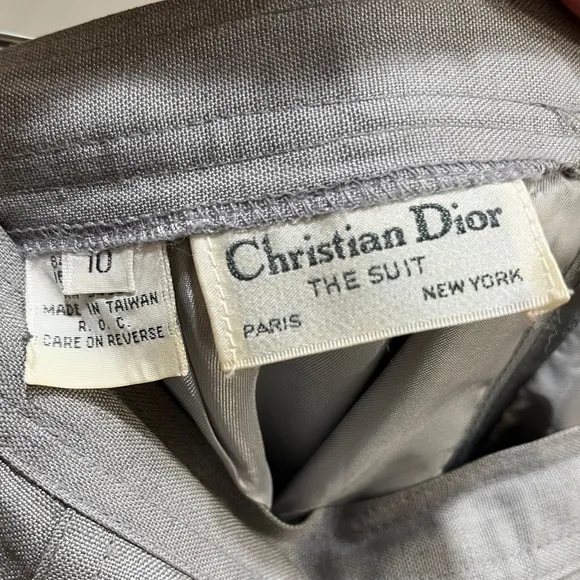 10
MADE IN TAIWAN
R. O. C.
CARE ON REVERSE
Christian Dior
THE SUIT
PARIS NEW YORK